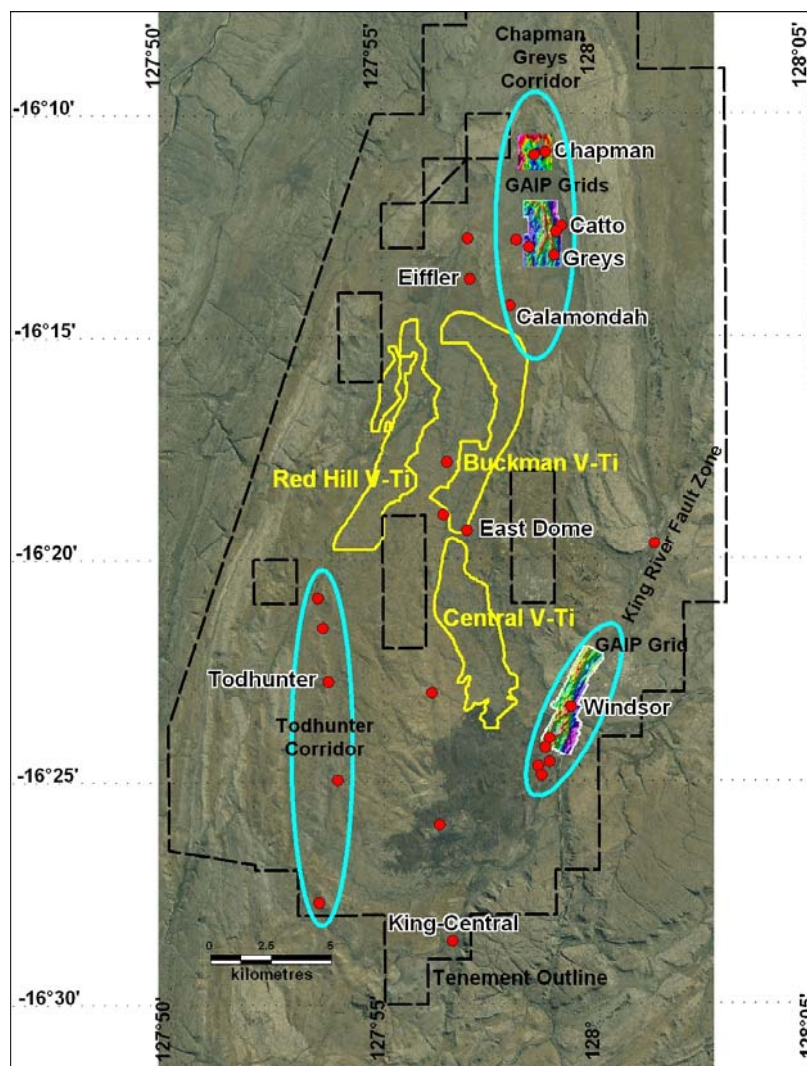 127°50'
127°55'
128°
128°05'
Chapman
Greys
Corridor
-16°10'
Chapman
GAIP Grids
Catto
Greys
Eiffler
Calamondah
-16°15'
Red Hill V-Ti
Buckman V-Ti
East Dome
King River Fault Zone
-16°20'
Central V-Ti
GAIP Grid
Todhunter
Windsor
Todhunter
Corridor
-16°25'
King-Central
0 2.5 5
kilometres
Tenement Outline
-16°30'
127°50'
127°55'
128°
128°05'